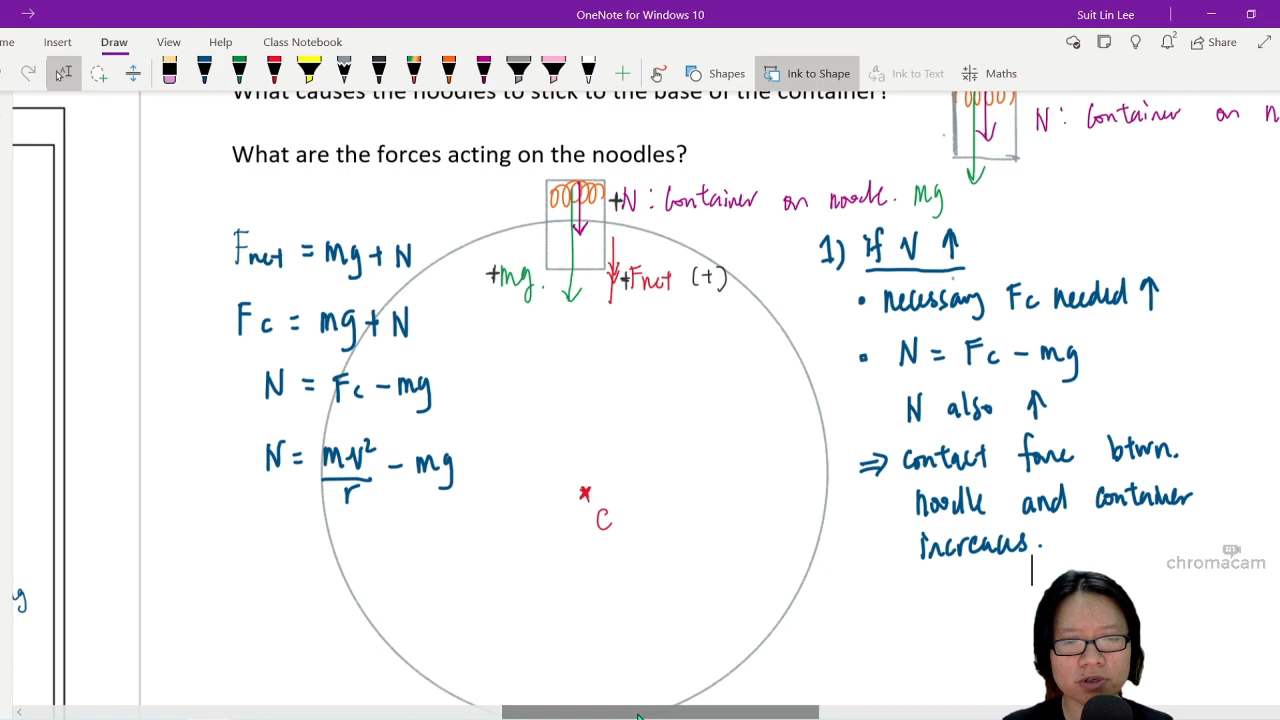 OneNote for Windows 10
Suit Lin Lee
me Insert Draw View Help Class Notebook
Share
Shapes Ink to Shape Ink to Text Maths
What causes the noodles to stick to the base of the container?
N : Container on n
What are the forces acting on the noodles?
+N : Container on noodle. mg
Fnet = mg + N
+mg.
+Fnet (+)
Fc = mg + N
N = Fc - mg
N = mv²/r - mg
C
1) If V ↑
• necessary Fc needed ↑
• N = Fc - mg
N also ↑
⇒ contact force btwn.
noodle and container
increases.
g
chromacam